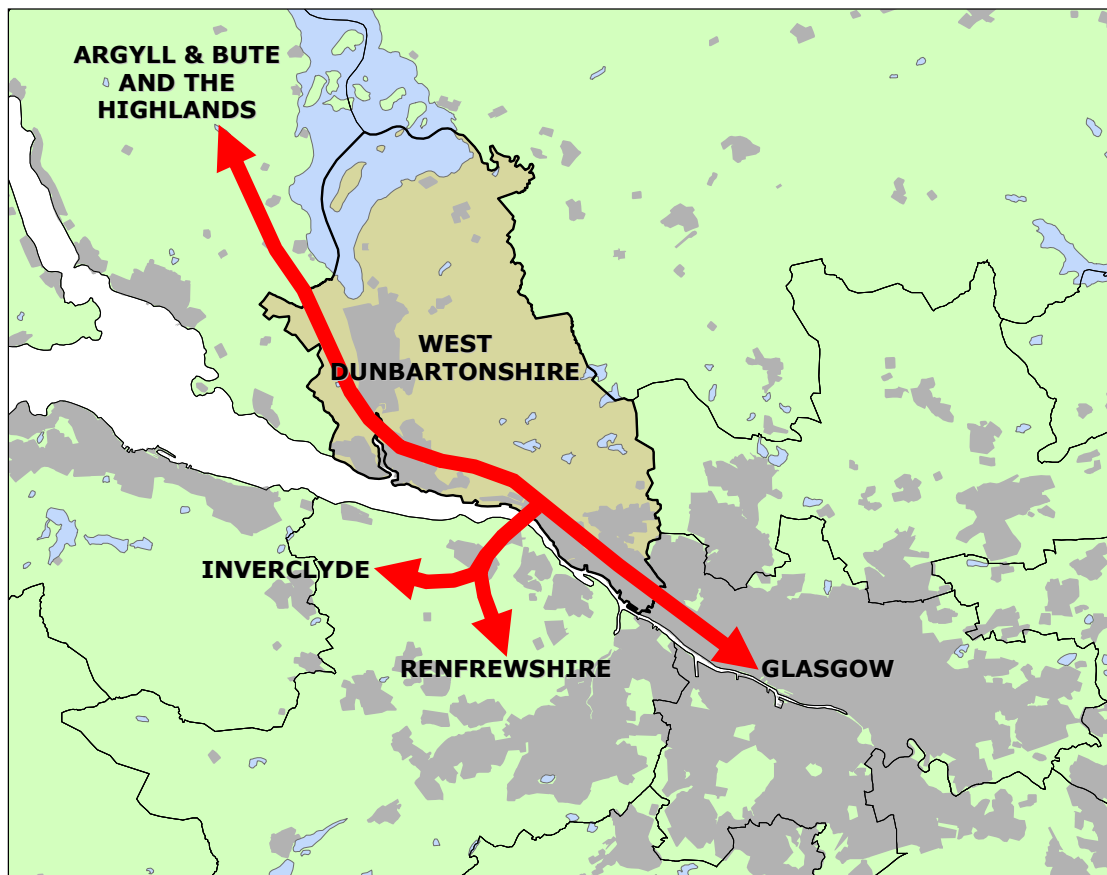 ARGYLL & BUTE
AND THE
HIGHLANDS
WEST
DUNBARTONSHIRE
INVERCLYDE
RENFREWSHIRE
GLASGOW